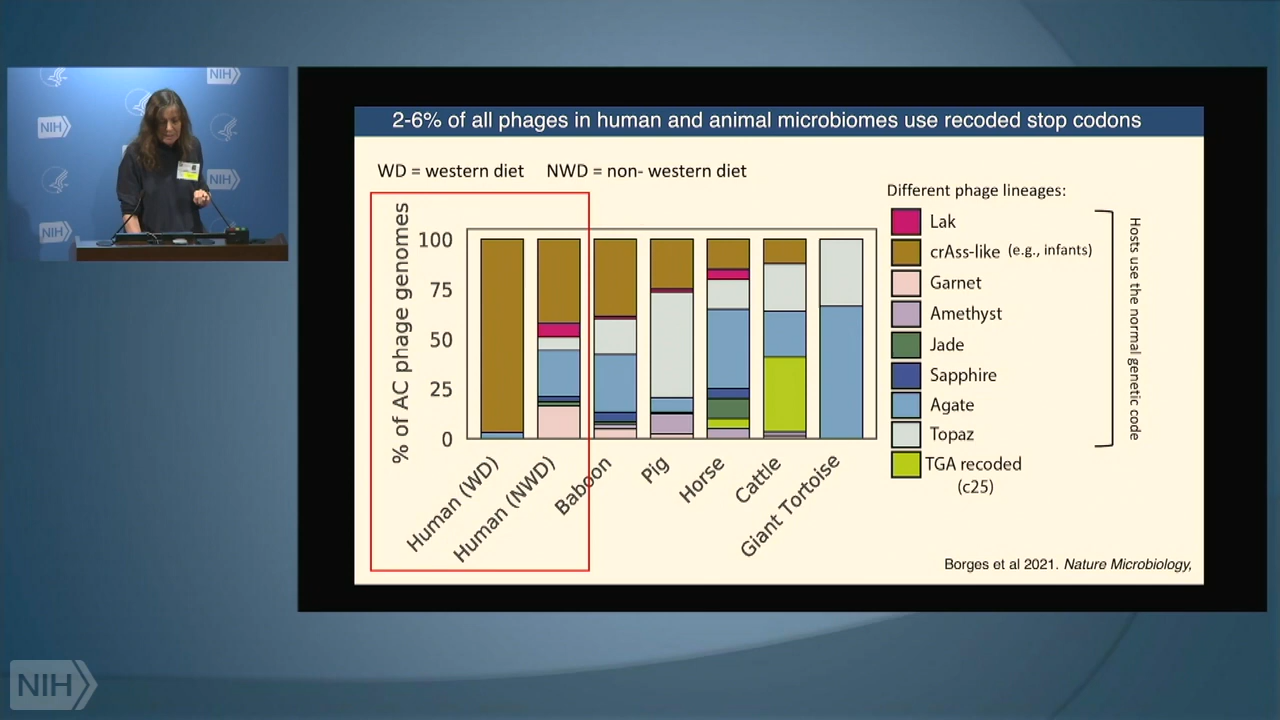 2-6% of all phages in human and animal microbiomes use recoded stop codons
WD = western diet NWD = non- western diet
% of AC phage genomes
100
75
50
25
0
Human (WD)
Human (NWD)
Baboon
Pig
Horse
Cattle
Giant Tortoise
Different phage lineages:
Lak
crAss-like (e.g., infants)
Garnet
Amethyst
Jade
Sapphire
Agate
Topaz
TGA recoded
(c25)
Hosts use the normal genetic code
Borges et al 2021. Nature Microbiology,
NIH
NIH
NIH
NIH
NIH